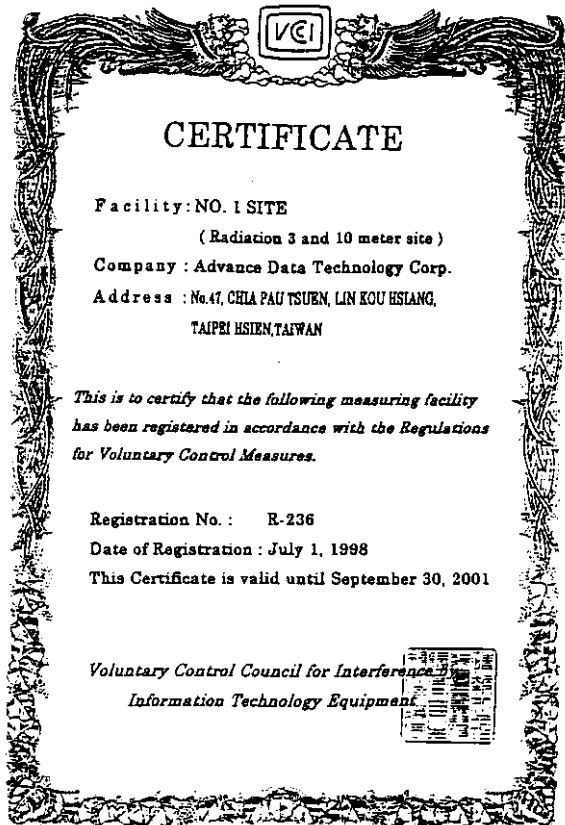 VCCI
CERTIFICATE
Facility: NO. 1 SITE
( Radiation 3 and 10 meter site )
Company : Advance Data Technology Corp.
Address : No.47, CHIA PAU TSUEN, LIN KOU HSIANG,
TAIPEI HSIEN,TAIWAN
This is to certify that the following measuring facility
has been registered in accordance with the Regulations
for Voluntary Control Measures.
Registration No. : R-236
Date of Registration : July 1, 1998
This Certificate is valid until September 30, 2001
Voluntary Control Council for Interference by
Information Technology Equipment